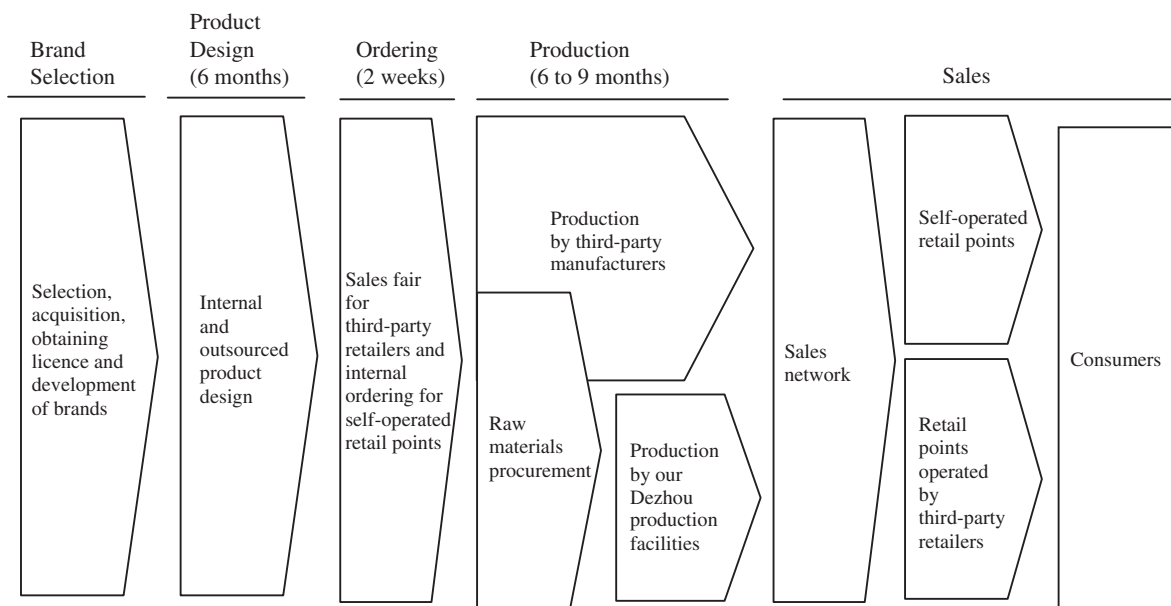 Brand
Selection
Product
Design
(6 months)
Ordering
(2 weeks)
Production
(6 to 9 months)
Sales
Selection,
acquisition,
obtaining
licence and
development
of brands
Internal
and
outsourced
product
design
Sales fair
for
third-party
retailers and
internal
ordering for
self-operated
retail points
Production
by third-party
manufacturers
Raw
materials
procurement
Production
by our
Dezhou
production
facilities
Sales
network
Self-operated
retail points
Retail
points
operated
by
third-party
retailers
Consumers